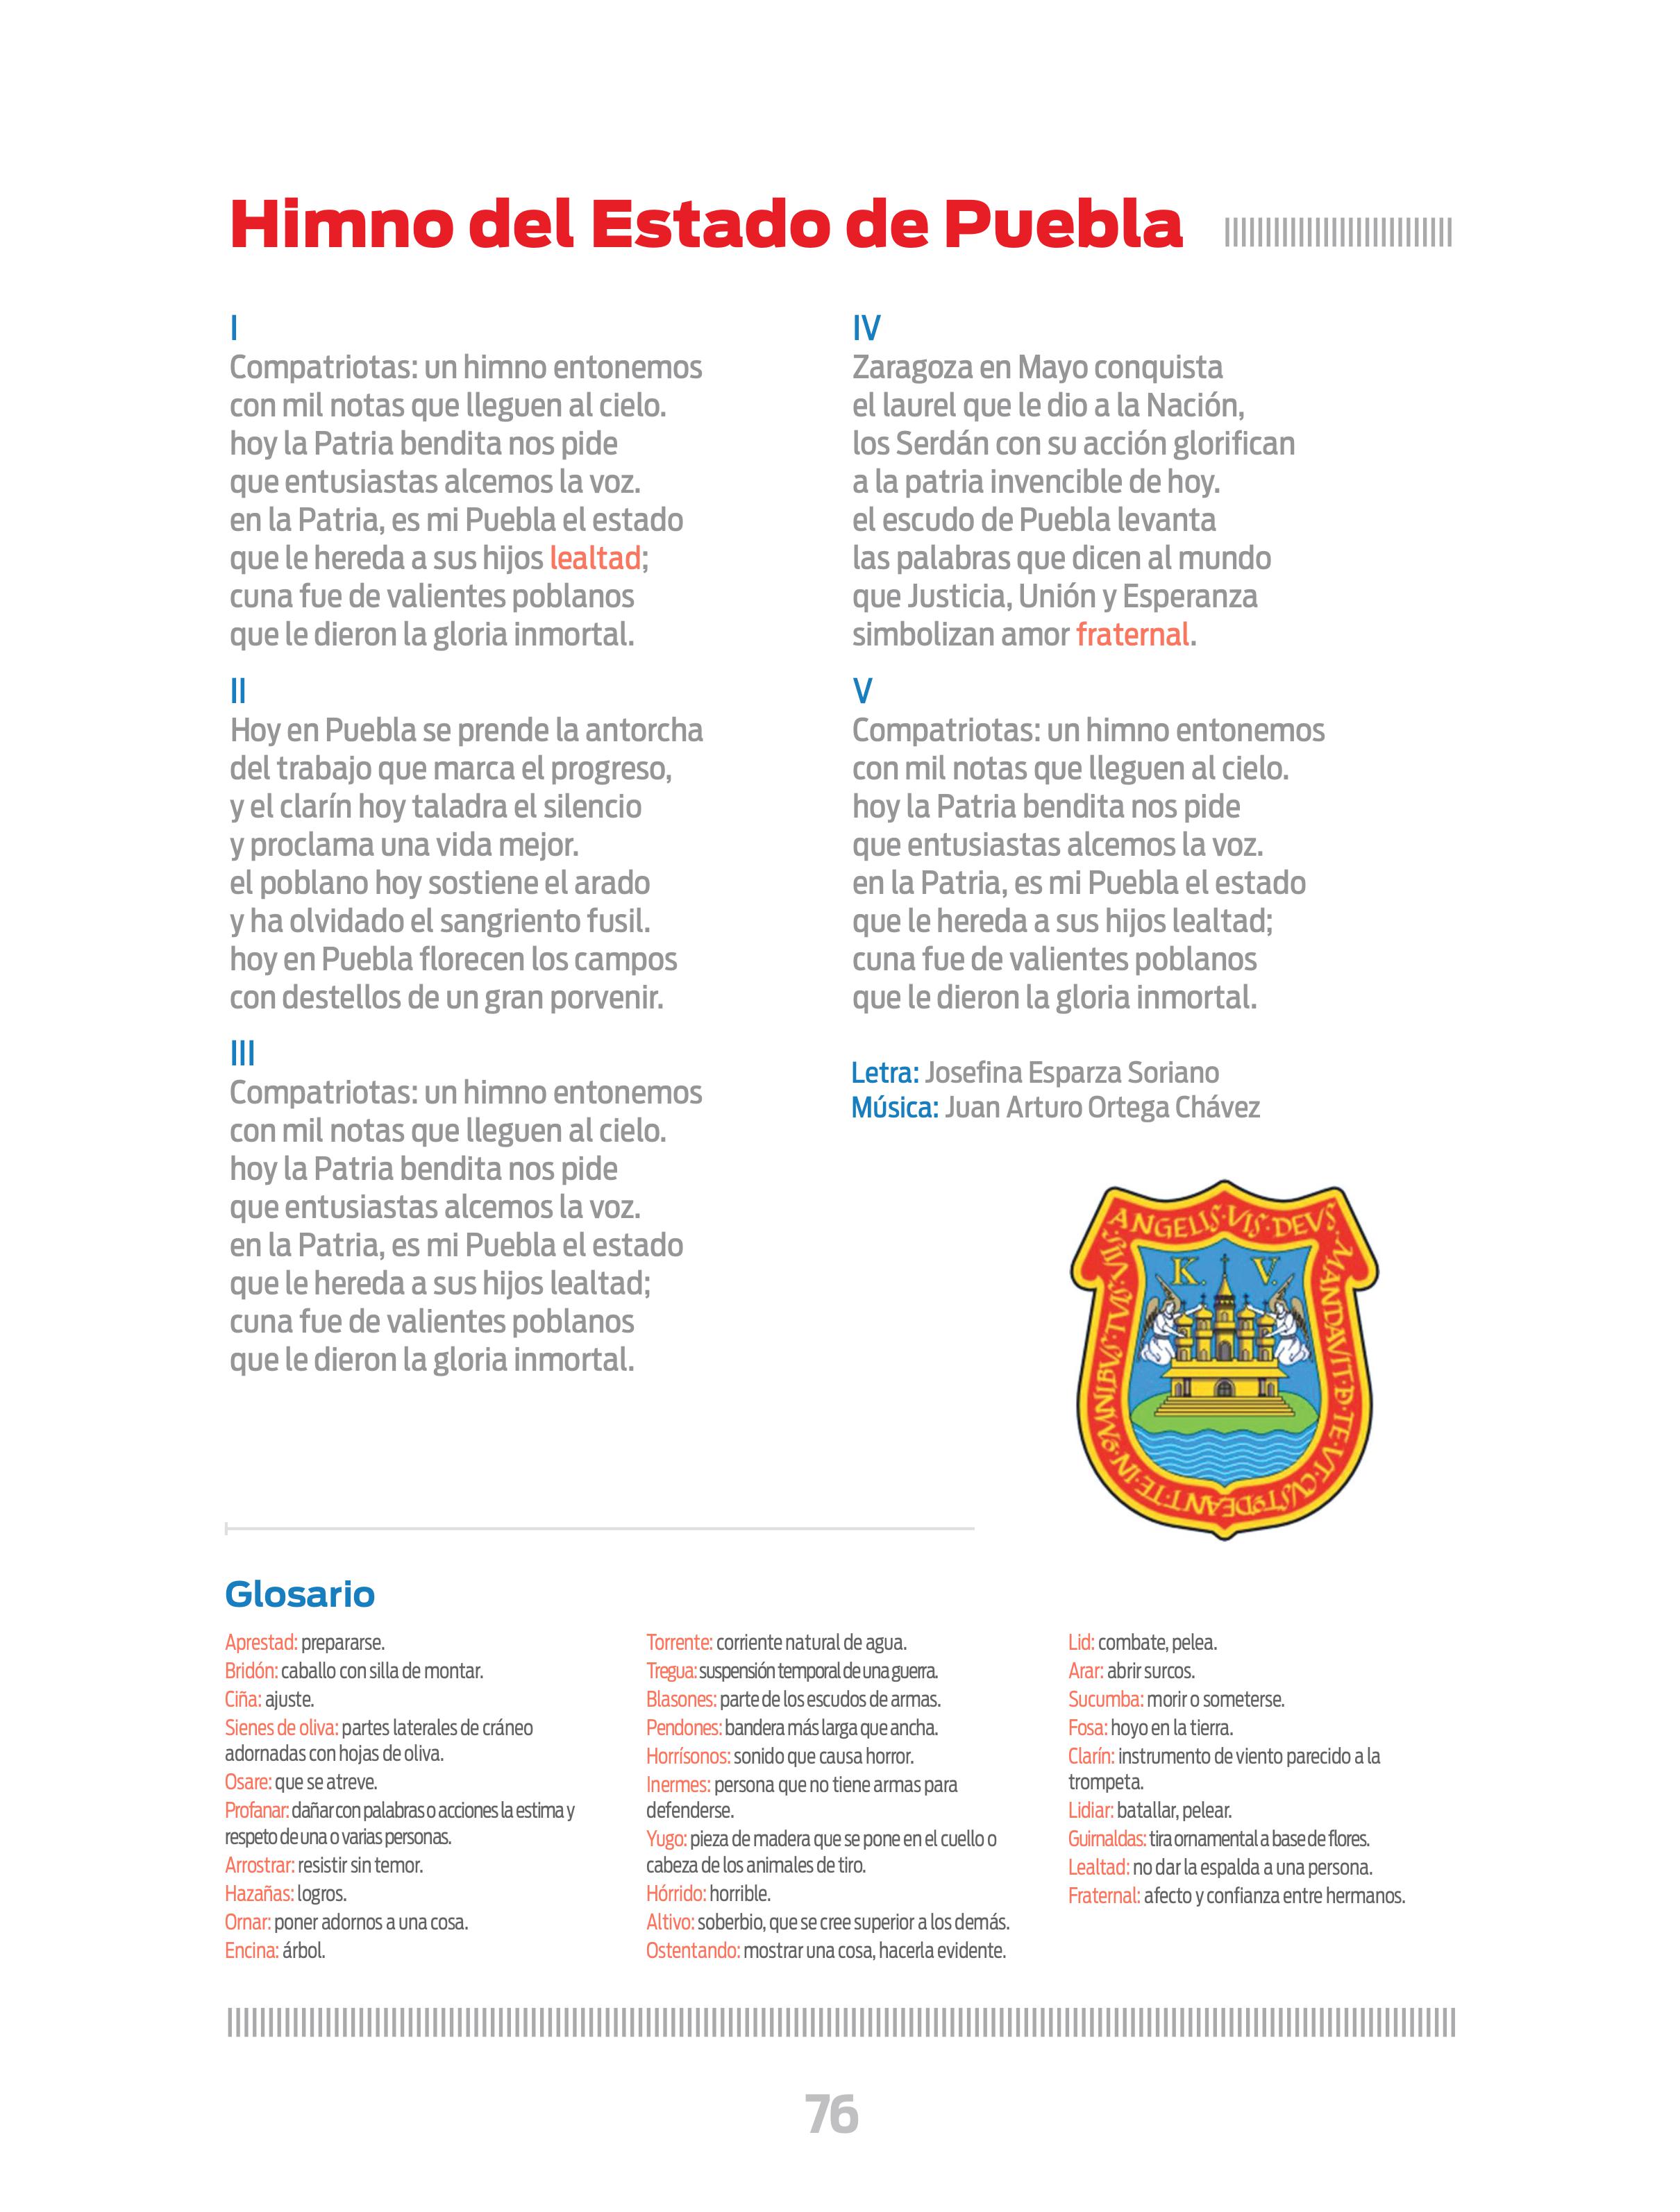 Himno del Estado de Puebla
I
Compatriotas: un himno entonemos
con mil notas que lleguen al cielo.
hoy la Patria bendita nos pide
que entusiastas alcemos la voz.
en la Patria, es mi Puebla el estado
que le hereda a sus hijos lealtad;
cuna fue de valientes poblanos
que le dieron la gloria inmortal.
II
Hoy en Puebla se prende la antorcha
del trabajo que marca el progreso,
y el clarín hoy taladra el silencio
y proclama una vida mejor.
el poblano hoy sostiene el arado
y ha olvidado el sangriento fusil.
hoy en Puebla florecen los campos
con destellos de un gran porvenir.
III
Compatriotas: un himno entonemos
con mil notas que lleguen al cielo.
hoy la Patria bendita nos pide
que entusiastas alcemos la voz.
en la Patria, es mi Puebla el estado
que le hereda a sus hijos lealtad;
cuna fue de valientes poblanos
que le dieron la gloria inmortal.
IV
Zaragoza en Mayo conquista
el laurel que le dio a la Nación,
los Serdán con su acción glorifican
a la patria invencible de hoy.
el escudo de Puebla levanta
las palabras que dicen al mundo
que Justicia, Unión y Esperanza
simbolizan amor fraternal.
V
Compatriotas: un himno entonemos
con mil notas que lleguen al cielo.
hoy la Patria bendita nos pide
que entusiastas alcemos la voz.
en la Patria, es mi Puebla el estado
que le hereda a sus hijos lealtad;
cuna fue de valientes poblanos
que le dieron la gloria inmortal.
Letra: Josefina Esparza Soriano
Música: Juan Arturo Ortega Chávez
ANGELIS·VIS·DEVS·MANDAVIT·DE·TE·VT·CVSTODEANT·TE·IN·OMNIBVS·TVIS·VIIS
K. V.
Glosario
Aprestad: prepararse.
Bridón: caballo con silla de montar.
Ciña: ajuste.
Sienes de oliva: partes laterales de cráneo
adornadas con hojas de oliva.
Osare: que se atreve.
Profanar: dañar con palabras o acciones la estima y
respeto de una o varias personas.
Arrostrar: resistir sin temor.
Hazañas: logros.
Ornar: poner adornos a una cosa.
Encina: árbol.
Torrente: corriente natural de agua.
Tregua: suspensión temporal de una guerra.
Blasones: parte de los escudos de armas.
Pendones: bandera más larga que ancha.
Horrísonos: sonido que causa horror.
Inermes: persona que no tiene armas para
defenderse.
Yugo: pieza de madera que se pone en el cuello o
cabeza de los animales de tiro.
Hórrido: horrible.
Altivo: soberbio, que se cree superior a los demás.
Ostentando: mostrar una cosa, hacerla evidente.
Lid: combate, pelea.
Arar: abrir surcos.
Sucumba: morir o someterse.
Fosa: hoyo en la tierra.
Clarín: instrumento de viento parecido a la
trompeta.
Lidiar: batallar, pelear.
Guirnaldas: tira ornamental a base de flores.
Lealtad: no dar la espalda a una persona.
Fraternal: afecto y confianza entre hermanos.
76